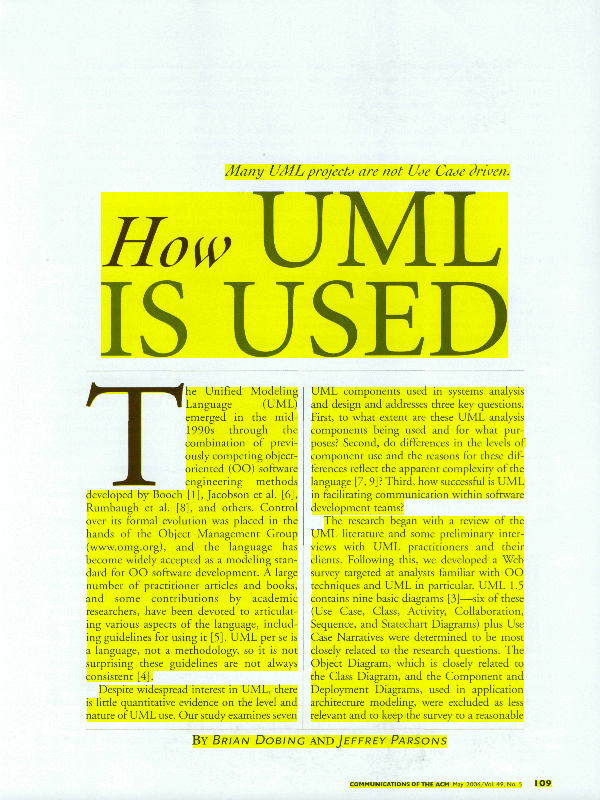 Many UML projects are not Use Case driven.
How UML
IS USED
The Unified Modeling
Language (UML)
emerged in the mid-
1990s through the
combination of previ-
ously competing object-
oriented (OO) software
engineering methods
developed by Booch [1], Jacobson et al. [6],
Rumbaugh et al. [8], and others. Control
over its formal evolution was placed in the
hands of the Object Management Group
(www.omg.org), and the language has
become widely accepted as a modeling stan-
dard for OO software development. A large
number of practitioner articles and books,
and some contributions by academic
researchers, have been devoted to articulat-
ing various aspects of the language, includ-
ing guidelines for using it [5]. UML per se is
a language, not a methodology, so it is not
surprising these guidelines are not always
consistent [4].
Despite widespread interest in UML, there
is little quantitative evidence on the level and
nature of UML use. Our study examines seven
UML components used in systems analysis
and design and addresses three key questions.
First, to what extent are these UML analysis
components being used and for what pur-
poses? Second, do differences in the levels of
component use and the reasons for these dif-
ferences reflect the apparent complexity of the
language [7, 9]? Third, how successful is UML
in facilitating communication within software
development teams?
The research began with a review of the
UML literature and some preliminary inter-
views with UML practitioners and their
clients. Following this, we developed a Web
survey targeted at analysts familiar with OO
techniques and UML in particular. UML 1.5
contains nine basic diagrams [3]—six of these
(Use Case, Class, Activity, Collaboration,
Sequence, and Statechart Diagrams) plus Use
Case Narratives were determined to be most
closely related to the research questions. The
Object Diagram, which is closely related to
the Class Diagram, and the Component and
Deployment Diagrams, used in application
architecture modeling, were excluded as less
relevant and to keep the survey to a reasonable
BY BRIAN DOBING AND JEFFREY PARSONS
COMMUNICATIONS OF THE ACM May 2006/Vol. 49, No. 5 109